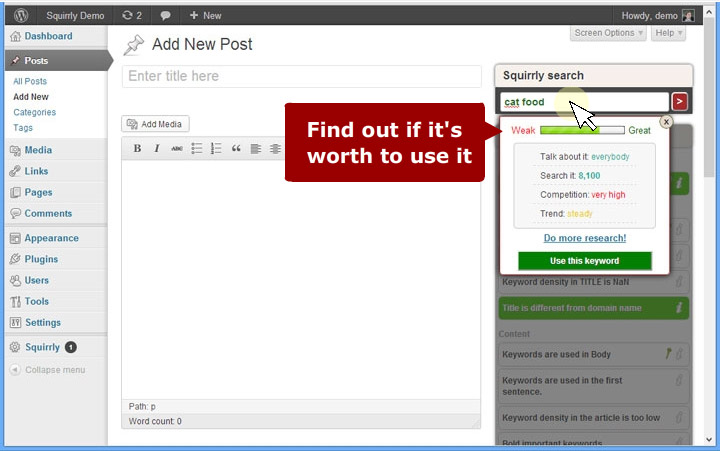 Squirrly Demo
2
+ New
Howdy, demo
Screen Options
Help
Dashboard
Posts
All Posts
Add New
Categories
Tags
Media
Links
Pages
Comments
Appearance
Plugins
Users
Tools
Settings
Squirrly 1
Collapse menu
Add New Post
Enter title here
Add Media
B I ABC
Path: p
Word count: 0
Find out if it's
worth to use it
Squirrly search
cat food
>
x
Weak
Great
Talk about it: everybody
Search it: 8,100
Competition: very high
Trend: steady
Do more research!
Use this keyword
Keyword density in TITLE is NaN
Title is different from domain name
Content
Keywords are used in Body
Keywords are used in the first
sentence.
Keyword density in the article is too low
Bold important keywords